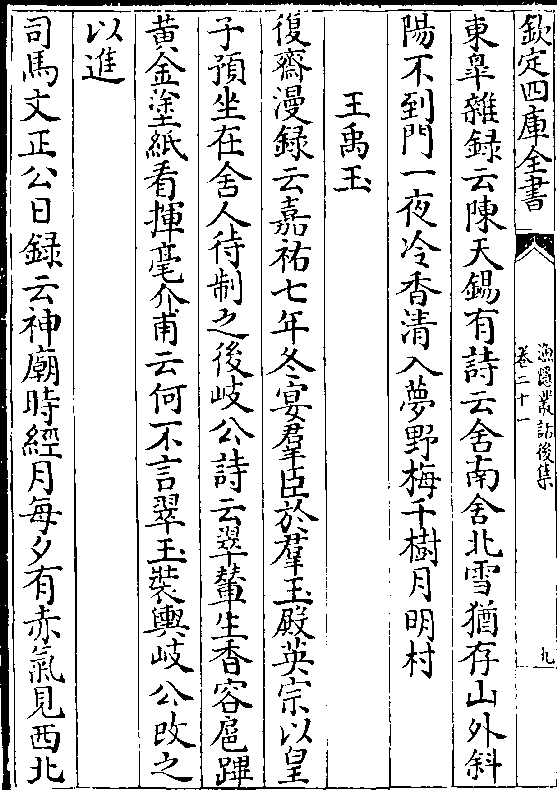 欽定四庫全書
漁隱叢話後集
卷二十一
九
東臯雜録云陳天錫有詩云舍南舍北雪猶存山外斜
陽不到門一夜冷香清入夢野梅千樹月明村
王禹玉
復齋漫録云嘉祐七年冬宴羣臣於羣玉殿英宗以皇
子預坐在舍人待制之後岐公詩云翠輦生香容扈蹕
黃金塗紙看揮毫介甫云何不言翠玉裝輿岐公改之
以進
司馬文正公日録云神廟時經月每夕有赤氣見西北